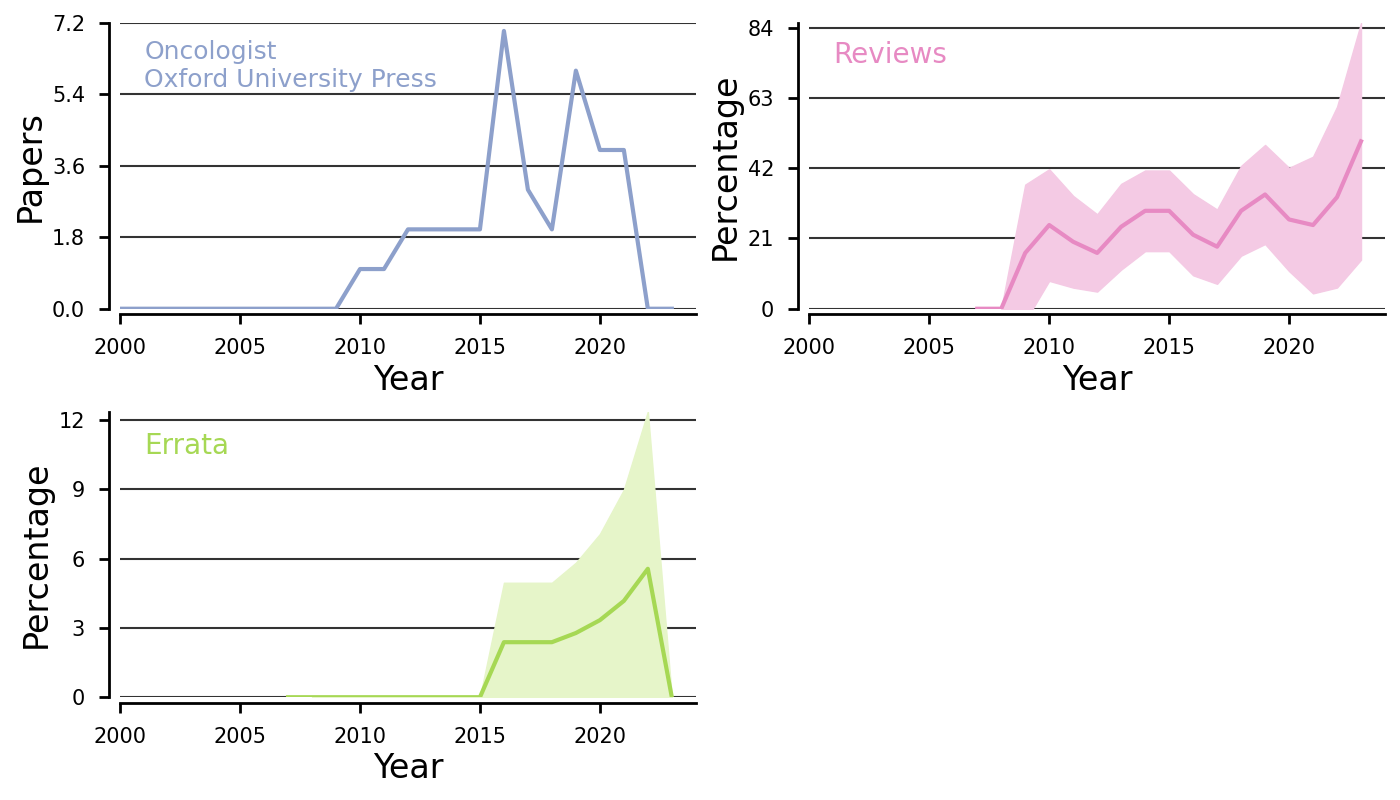 7.2
5.4
3.6
1.8
0.0
Papers
Oncologist
Oxford University Press
2000 2005 2010 2015 2020
Year
84
63
42
21
0
Percentage
Reviews
2000 2005 2010 2015 2020
Year
12
9
6
3
0
Percentage
Errata
2000 2005 2010 2015 2020
Year